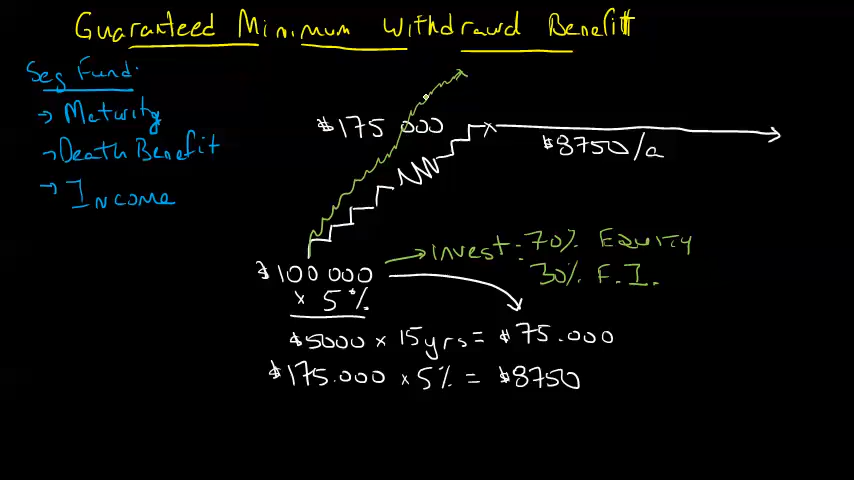 Guaranteed Minimum Withdrawal Benefit
Seg Fund.
→ Maturity
→ Death Benefit
→ Income
$175 000
$8750/a
→ Invest: 70% Equity
30% F.I.
$100 000
× 5%
$5000 × 15yrs = $75.000
$175.000 × 5% = $8750